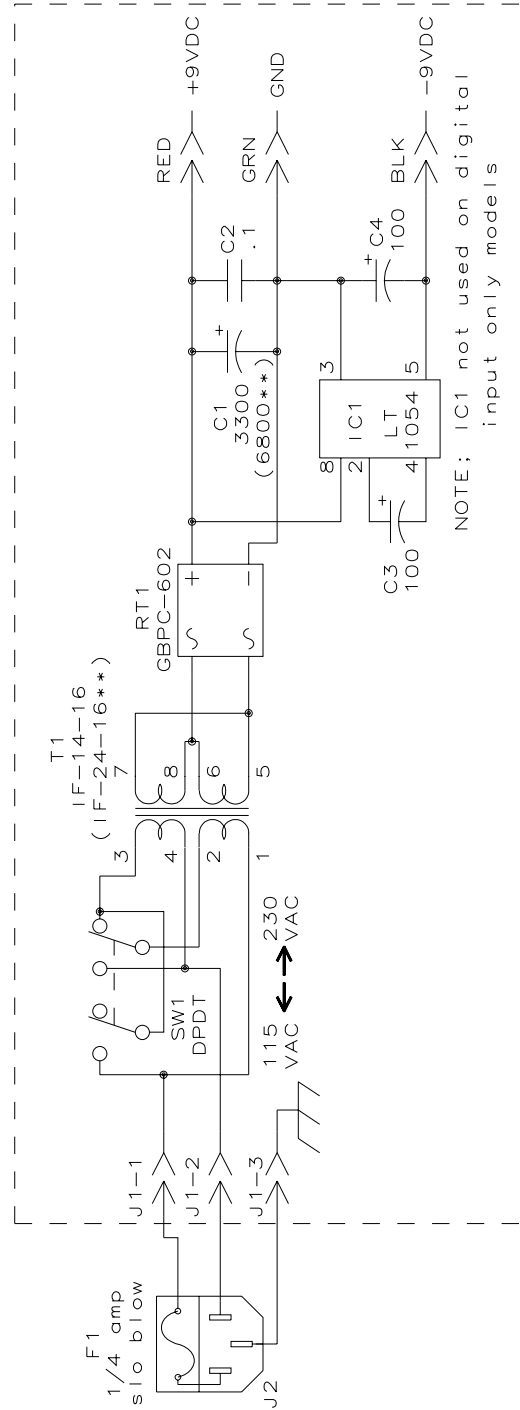 F1
1/4 amp
slo blow
J2
J1-1
J1-2
J1-3
SW1
DPDT
115
VAC
230
VAC
T1
IF-14-16
(IF-24-16**)
3
4
2
1
7
8
6
5
RT1
GBPC-602
+
-
C1
3300
(6800**)
+
C2
.1
RED
+9VDC
GRN
GND
BLK
-9VDC
C3
100
+
8
2
4
3
5
IC1
LT
1054
C4
100
+
NOTE; IC1 not used on digital
input only models